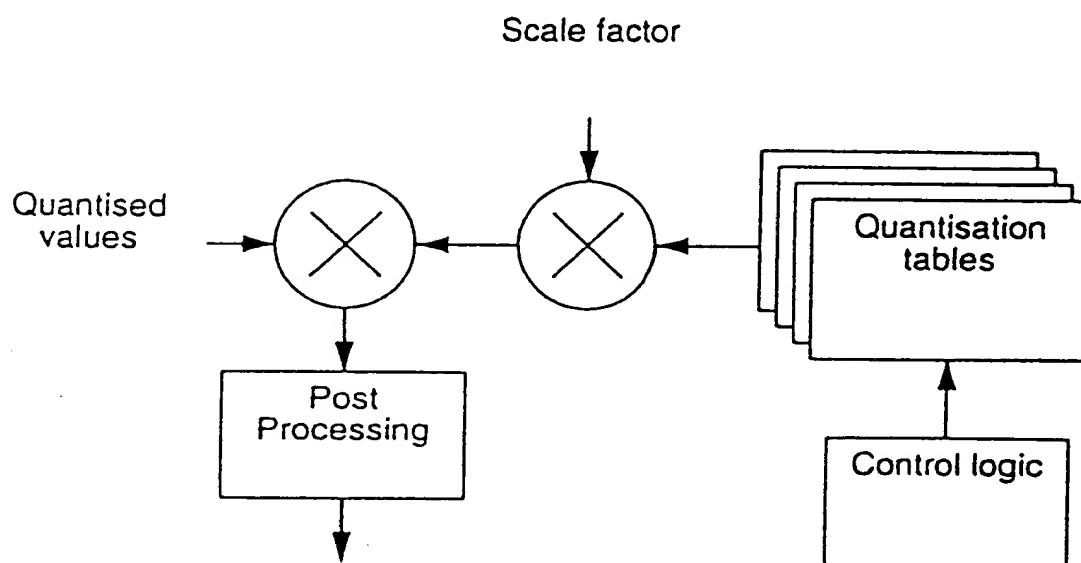 Scale factor
Quantised
values
Quantisation
tables
Post
Processing
Control logic